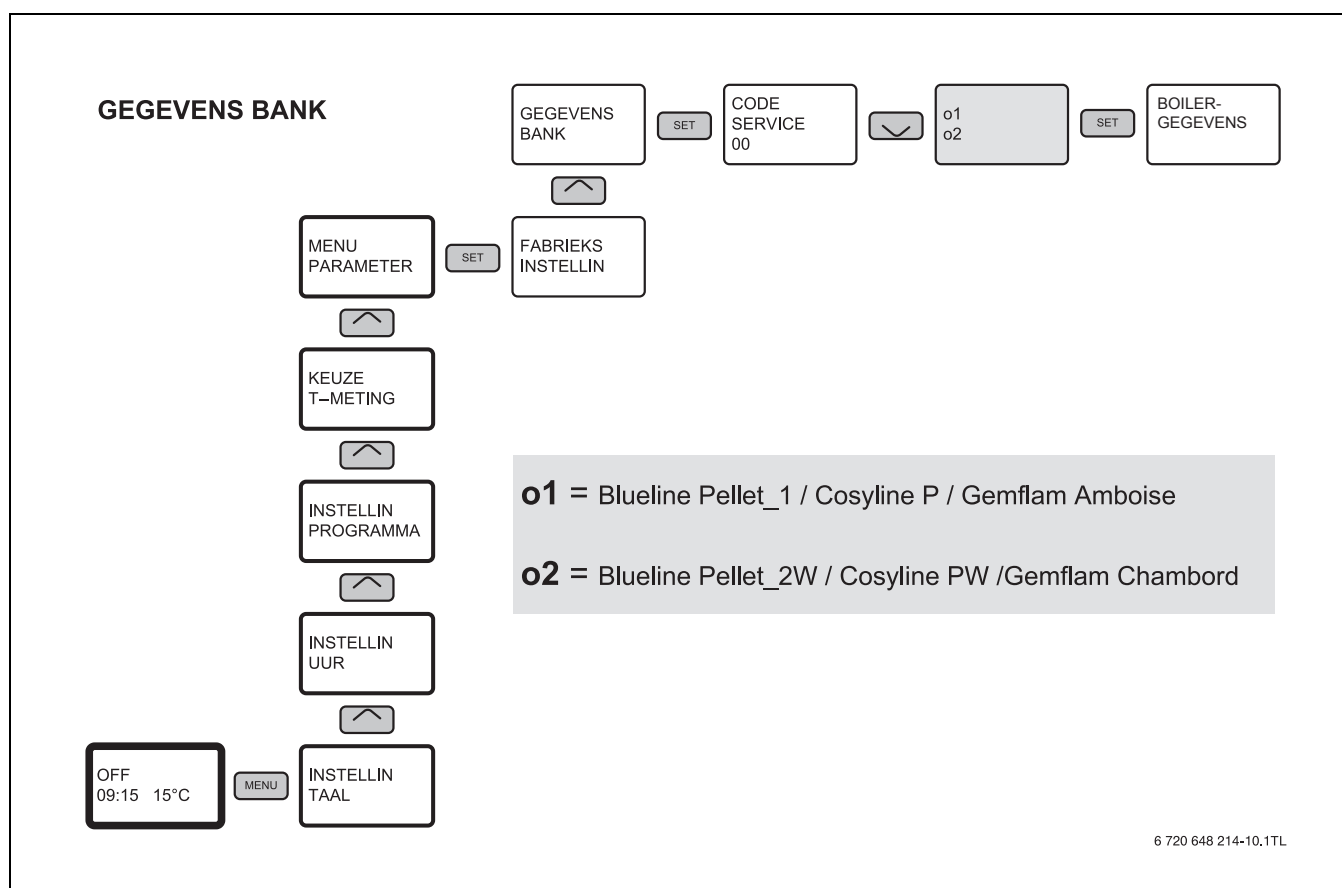 GEGEVENS BANK
GEGEVENS
BANK
SET
CODE
SERVICE
00
o1
o2
SET
BOILER-
GEGEVENS
MENU
PARAMETER
SET
FABRIEKS
INSTELLIN
KEUZE
T–METING
INSTELLIN
PROGRAMMA
o1 = Blueline Pellet_1 / Cosyline P / Gemflam Amboise
o2 = Blueline Pellet_2W / Cosyline PW /Gemflam Chambord
INSTELLIN
UUR
OFF
09:15 15°C
MENU
INSTELLIN
TAAL
6 720 648 214-10.1TL